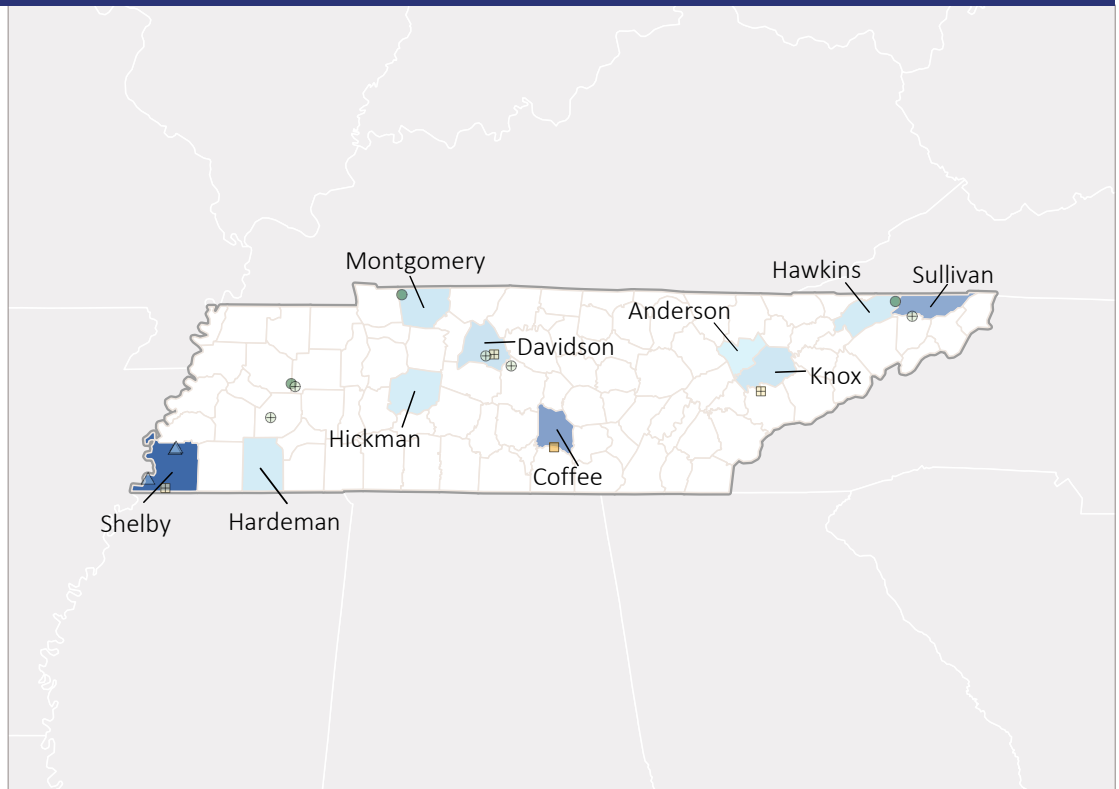 Montgomery
Hawkins
Sullivan
Anderson
Davidson
Knox
Hickman
Coffee
Shelby
Hardeman